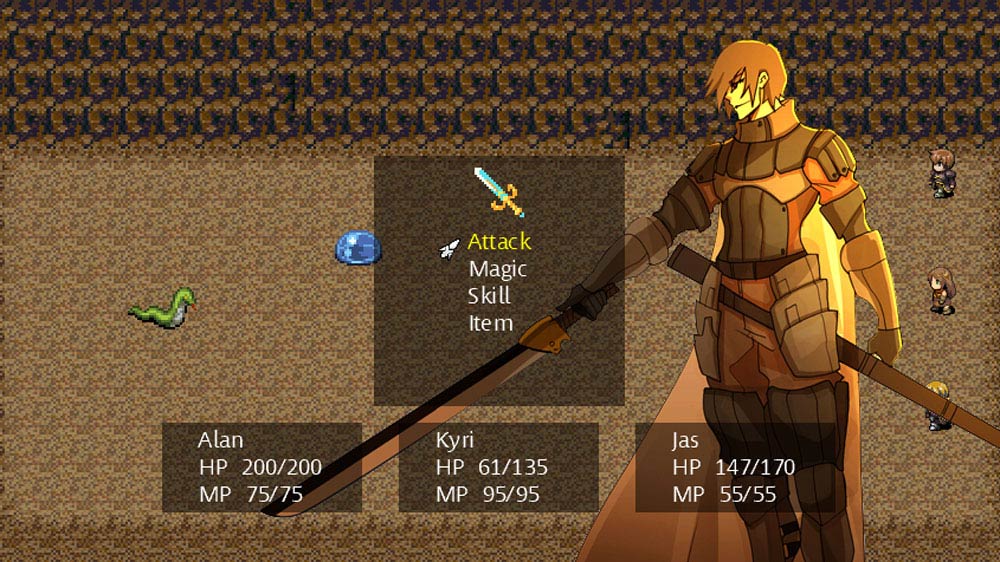 Attack
Magic
Skill
Item
Alan
HP 200/200
MP 75/75
Kyri
HP 61/135
MP 95/95
Jas
HP 147/170
MP 55/55